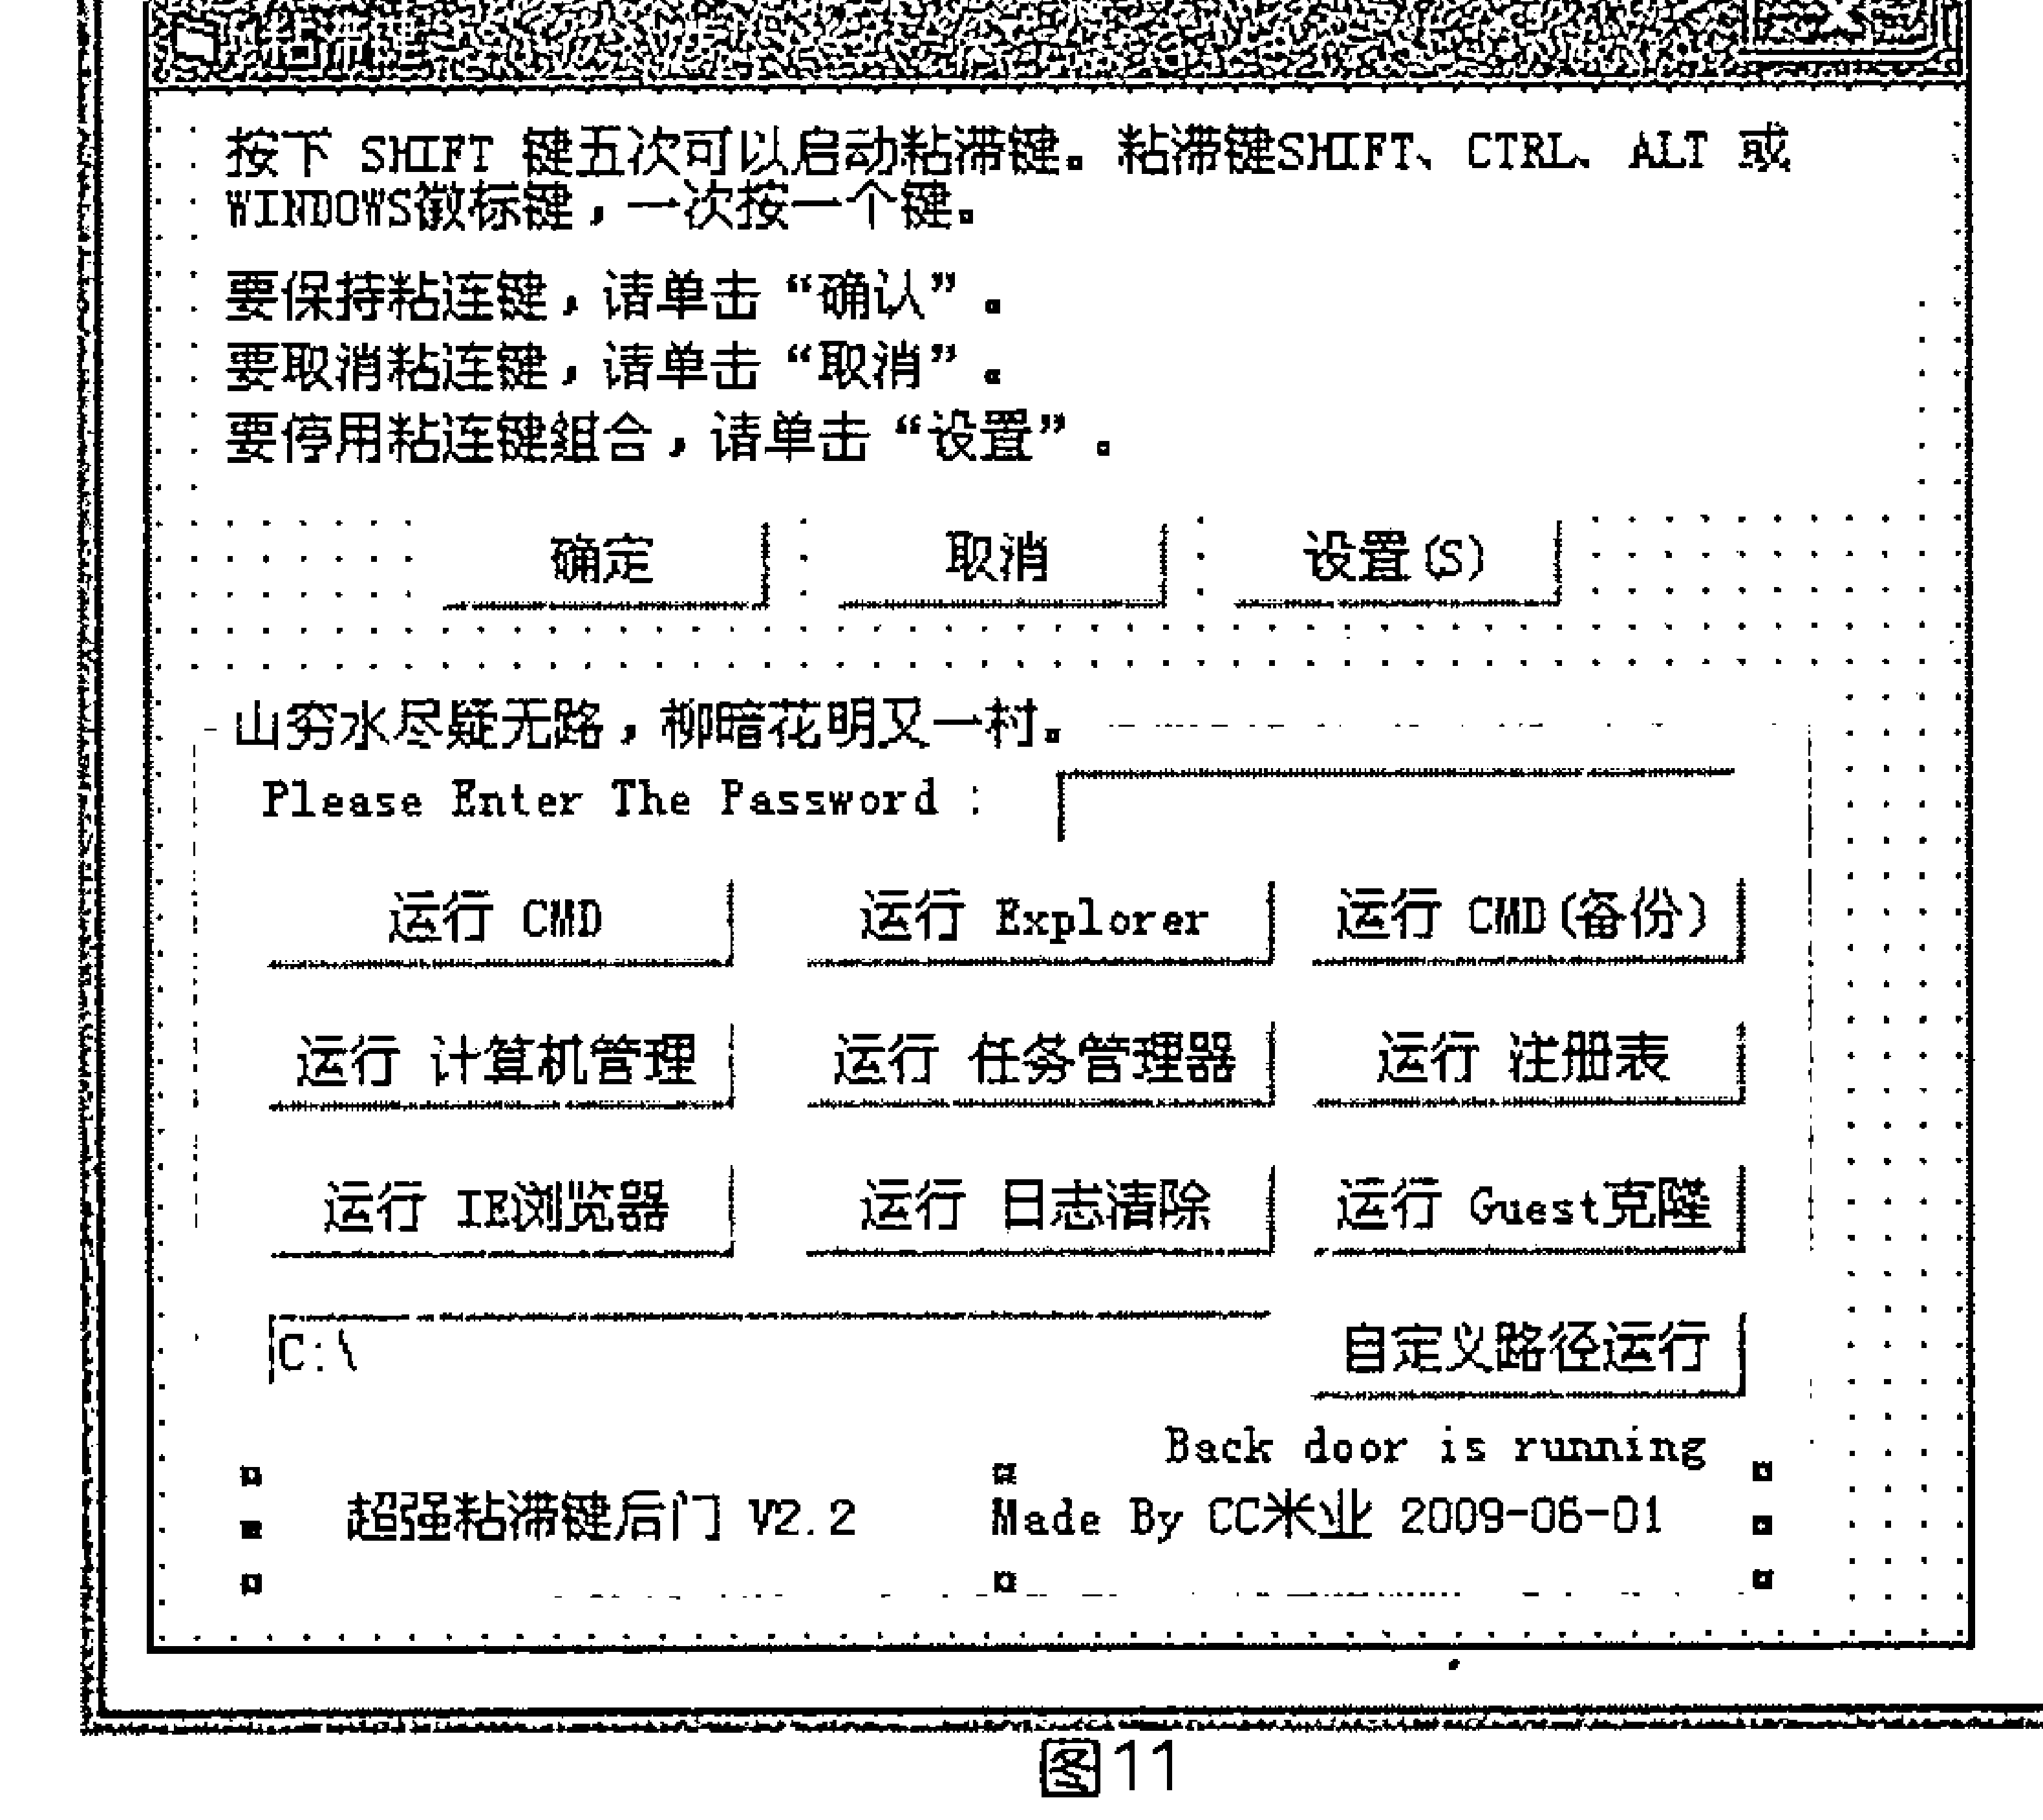 粘滞键
按下 SHIFT 键五次可以启动粘滞键。粘滞键SHIFT、CTRL、ALT 或
WINDOWS徽标键，一次按一个键。
要保持粘连键，请单击“确认”。
要取消粘连键，请单击“取消”。
要停用粘连键组合，请单击“设置”。
确定 取消 设置(S)
山穷水尽疑无路，柳暗花明又一村。
Please Enter The Password :
运行 CMD 运行 Explorer 运行 CMD(备份)
运行 计算机管理 运行 任务管理器 运行 注册表
运行 IE浏览器 运行 日志清除 运行 Guest克隆
C:\ 自定义路径运行
Back door is running
超强粘滞键后门 V2.2 Made By CC米业 2009-06-01
图11